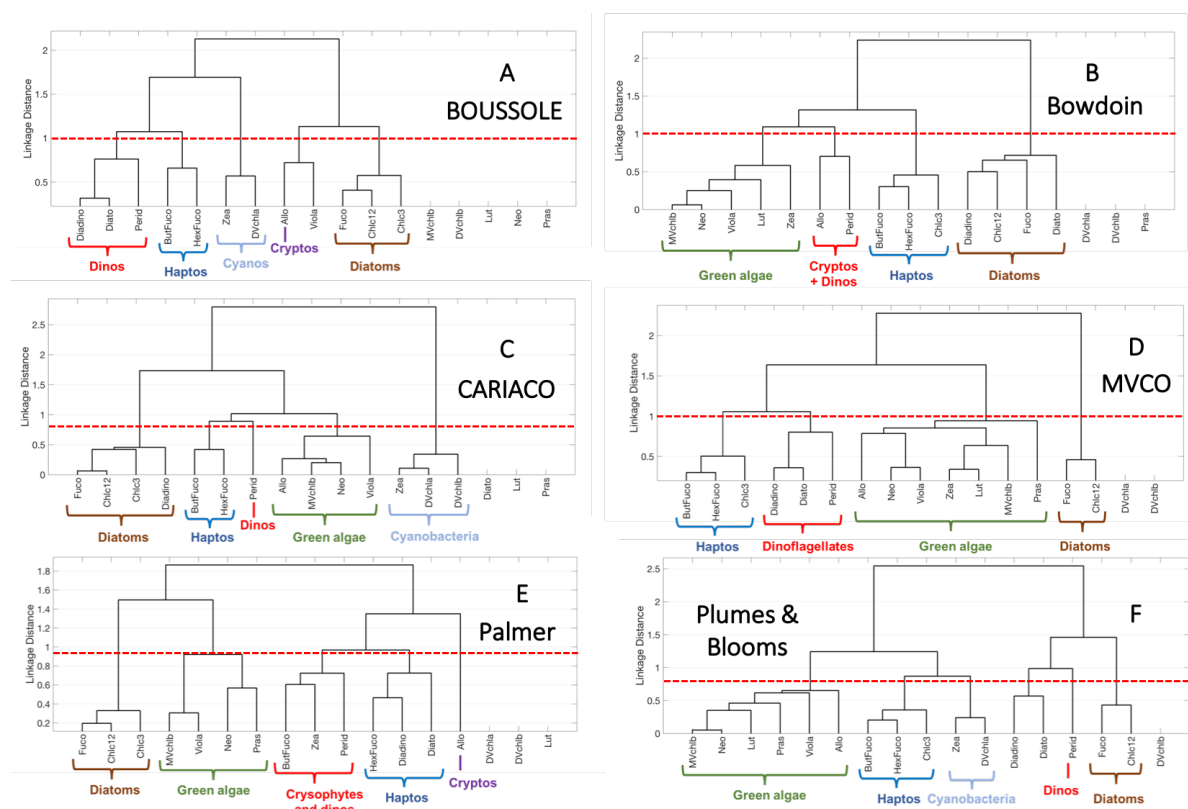 A
BOUSSOLE
Linkage Distance
2
1.5
1
0.5
Diadino Diato Perid ButFuco HexFuco Zea DVchla Allo Viola Fuco Chlc12 Chlc3 MVchlb DVchlb Lut Neo Pras
Dinos Haptos Cyanos Cryptos Diatoms
B
Bowdoin
Linkage Distance
2
1.5
1
0.5
0
MVchlb Neo Viola Lut Zea Allo Perid ButFuco HexFuco Chlc3 Diadino Chlc12 Fuco Diato DVchla DVchlb Pras
Green algae Cryptos Haptos Diatoms
+ Dinos
C
CARIACO
Linkage Distance
2.5
2
1.5
1
0.5
0
Fuco Chlc12 Chlc3 Diadino ButFuco HexFuco Perid Allo MVchlb Neo Viola Zea DVchla DVchlb Diato Lut Pras
Diatoms Haptos Dinos Green algae Cyanobacteria
D
MVCO
Linkage Distance
2
1.5
1
0.5
ButFuco HexFuco Chlc3 Diadino Diato Perid Allo Neo Viola Zea Lut MVchlb Pras Fuco Chlc12 DVchla DVchlb
Haptos Dinoflagellates Green algae Diatoms
E
Palmer
Linkage Distance
1.8
1.6
1.4
1.2
1
0.8
0.6
0.4
0.2
Fuco Chlc12 Chlc3 MVchlb Viola Neo Pras ButFuco Zea Perid HexFuco Diadino Diato Allo DVchla DVchlb Lut
Diatoms Green algae Crysophytes Haptos Cryptos
and dinos
Plumes & F
Blooms
Linkage Distance
2.5
2
1.5
1
0.5
0
MVchlb Neo Lut Pras Viola Allo ButFuco HexFuco Chlc3 Zea DVchla Diadino Diato Perid Fuco Chlc12 DVchlb
Green algae Haptos Cyanobacteria Dinos Diatoms